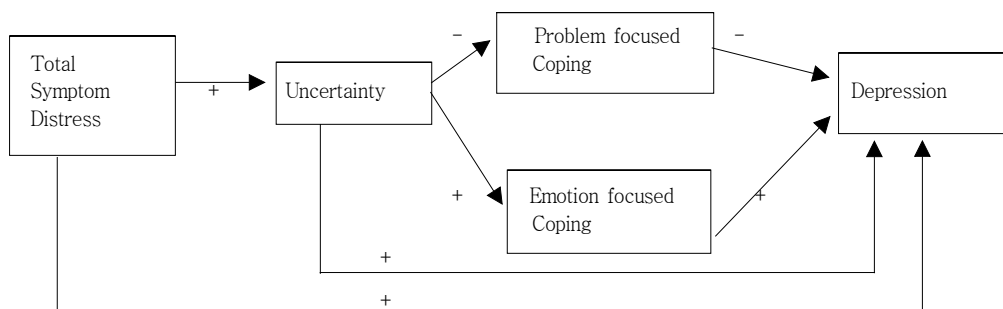 Total
Symptom
Distress
+
Uncertainty
−
Problem focused
Coping
−
+
Emotion focused
Coping
+
Depression
+
+